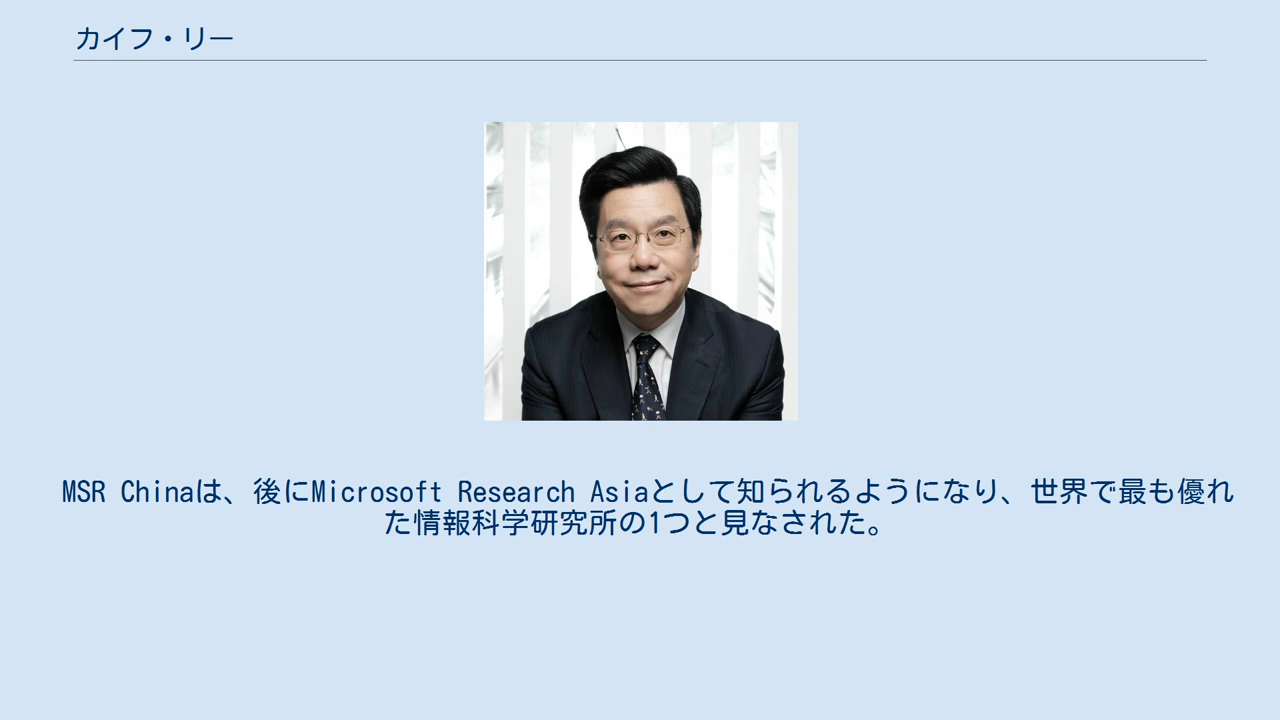 カイフ・リー
MSR Chinaは、後にMicrosoft Research Asiaとして知られるようになり、世界で最も優れ
た情報科学研究所の1つと見なされた。